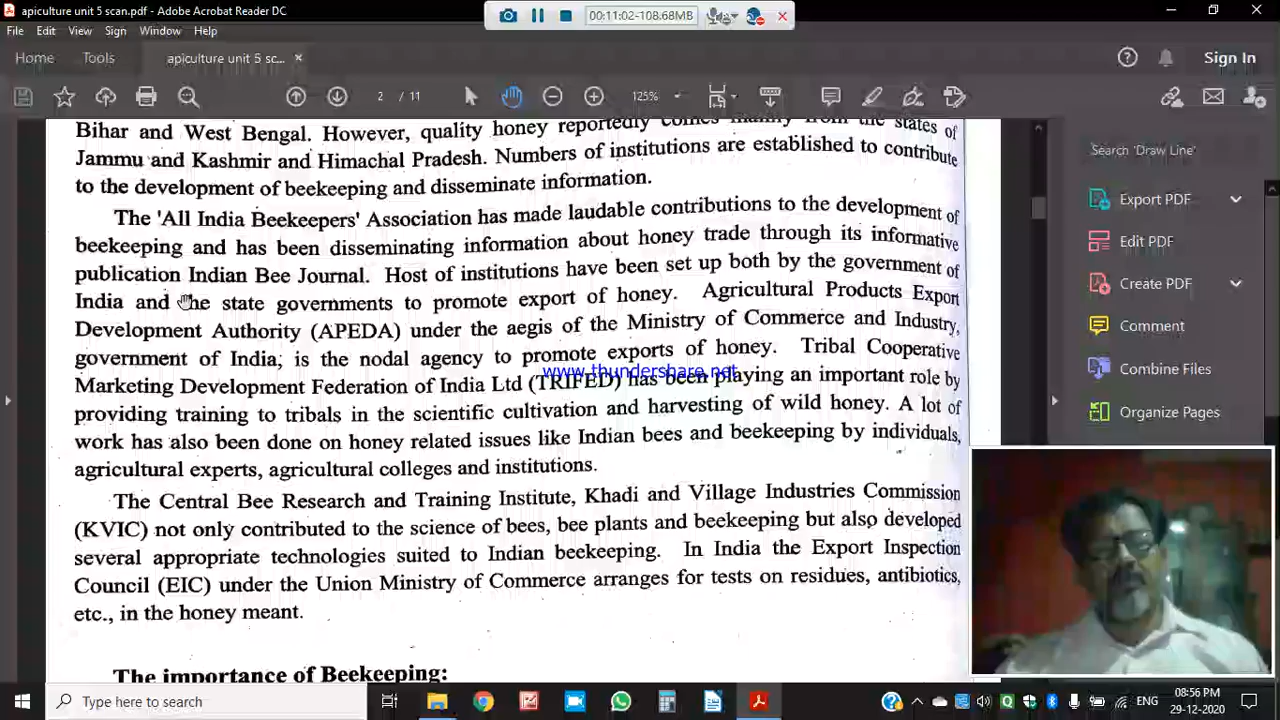 apiculture unit 5 scan.pdf - Adobe Acrobat Reader DC
00:11:02-108.68MB
File Edit View Sign Window Help
Home Tools apiculture unit 5 sc... Sign In
2 / 11 125%
Bihar and West Bengal. However, quality honey reportedly comes mainly from the states of
Jammu and Kashmir and Himachal Pradesh. Numbers of institutions are established to contribute
to the development of beekeeping and disseminate information.
The 'All India Beekeepers' Association has made laudable contributions to the development of
beekeeping and has been disseminating information about honey trade through its informative
publication Indian Bee Journal. Host of institutions have been set up both by the government of
India and the state governments to promote export of honey. Agricultural Products Export
Development Authority (APEDA) under the aegis of the Ministry of Commerce and Industry,
government of India; is the nodal agency to promote exports of honey. Tribal Cooperative
www.thundershare.net
Marketing Development Federation of India Ltd (TRIFED) has been playing an important role by
providing training to tribals in the scientific cultivation and harvesting of wild honey. A lot of
work has also been done on honey related issues like Indian bees and beekeeping by individuals,
agricultural experts, agricultural colleges and institutions.
The Central Bee Research and Training Institute, Khadi and Village Industries Commission
(KVIC) not only contributed to the science of bees, bee plants and beekeeping but also developed
several appropriate technologies suited to Indian beekeeping. In India the Export Inspection
Council (EIC) under the Union Ministry of Commerce arranges for tests on residues, antibiotics,
etc., in the honey meant.
The importance of Beekeeping:
Search 'Draw Line'
Export PDF
Edit PDF
Create PDF
Comment
Combine Files
Organize Pages
Type here to search
ENG
08:56 PM
29-12-2020